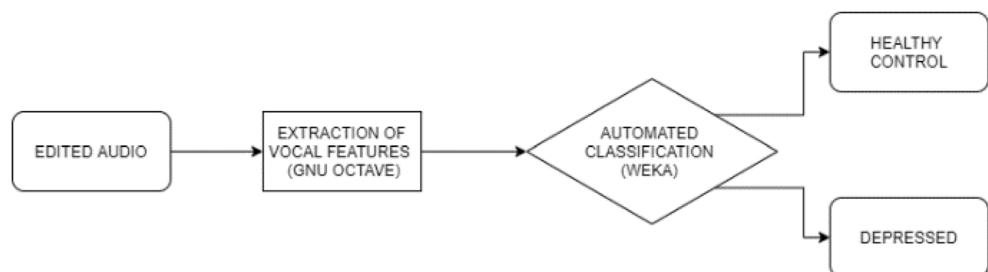 EDITED AUDIO
EXTRACTION OF
VOCAL FEATURES
(GNU OCTAVE)
AUTOMATED
CLASSIFICATION
(WEKA)
HEALTHY
CONTROL
DEPRESSED